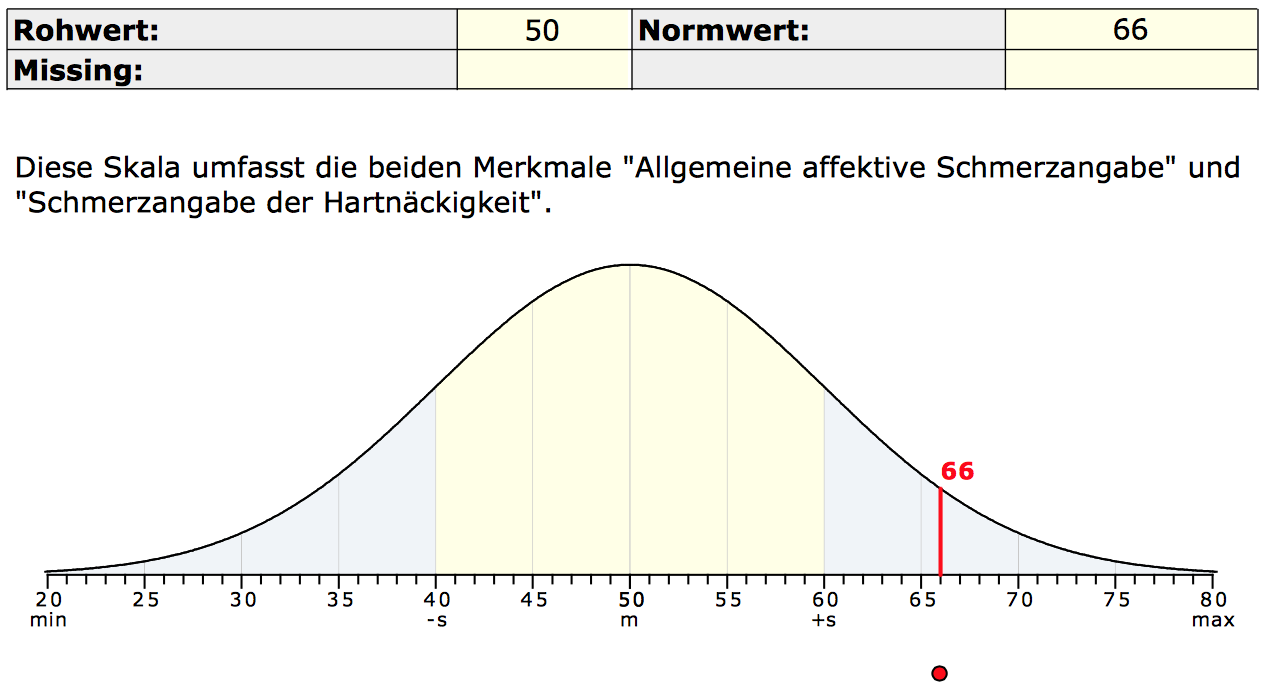 Rohwert: 50 Normwert: 66
Missing:
Diese Skala umfasst die beiden Merkmale "Allgemeine affektive Schmerzangabe" und
"Schmerzangabe der Hartnäckigkeit".
66
20 25 30 35 40 45 50 55 60 65 70 75 80
min -s m +s max